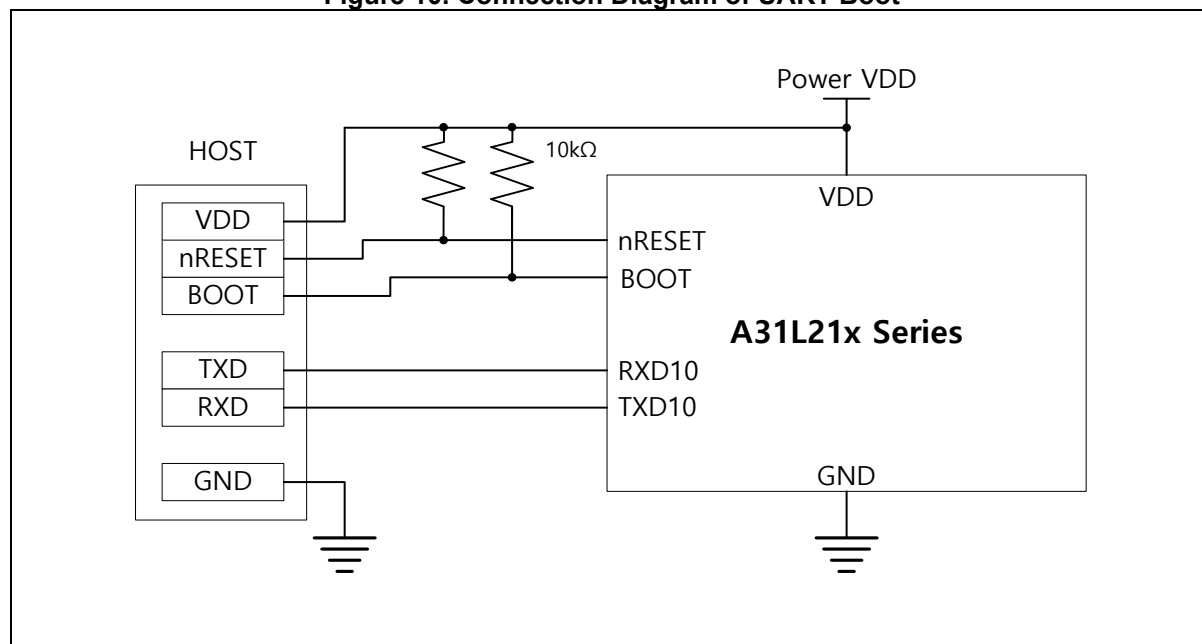 Figure 10. Connection Diagram of UART Boot
Power VDD
HOST
10kΩ
VDD
VDD
nRESET
nRESET
BOOT
BOOT
A31L21x Series
TXD
RXD10
RXD
TXD10
GND
GND